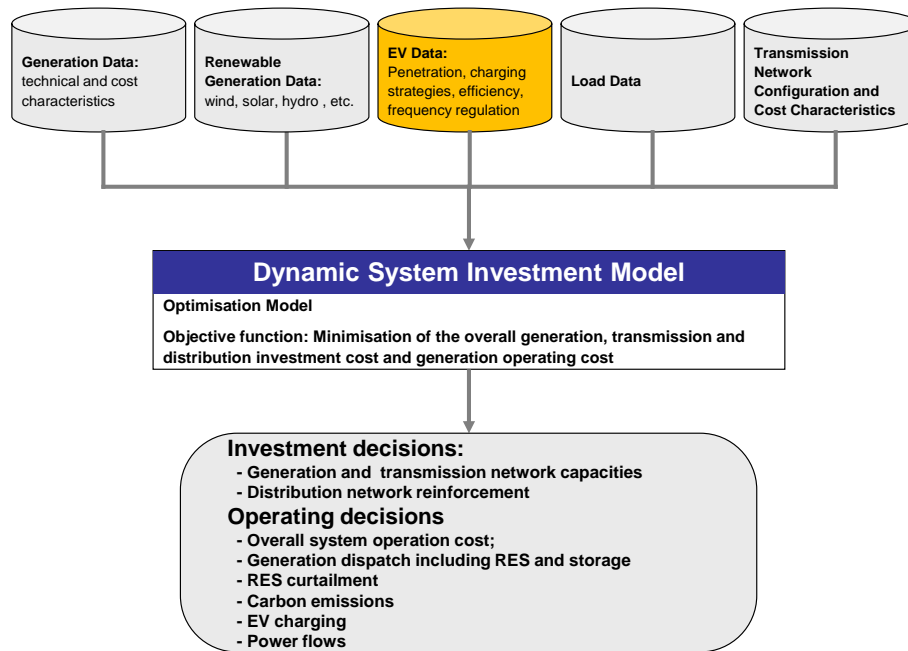 Generation Data:
technical and cost
characteristics
Renewable
Generation Data:
wind, solar, hydro , etc.
EV Data:
Penetration, charging
strategies, efficiency,
frequency regulation
Load Data
Transmission
Network
Configuration and
Cost Characteristics
Dynamic System Investment Model
Optimisation Model
Objective function: Minimisation of the overall generation, transmission and
distribution investment cost and generation operating cost
Investment decisions:
- Generation and transmission network capacities
- Distribution network reinforcement
Operating decisions
- Overall system operation cost;
- Generation dispatch including RES and storage
- RES curtailment
- Carbon emissions
- EV charging
- Power flows